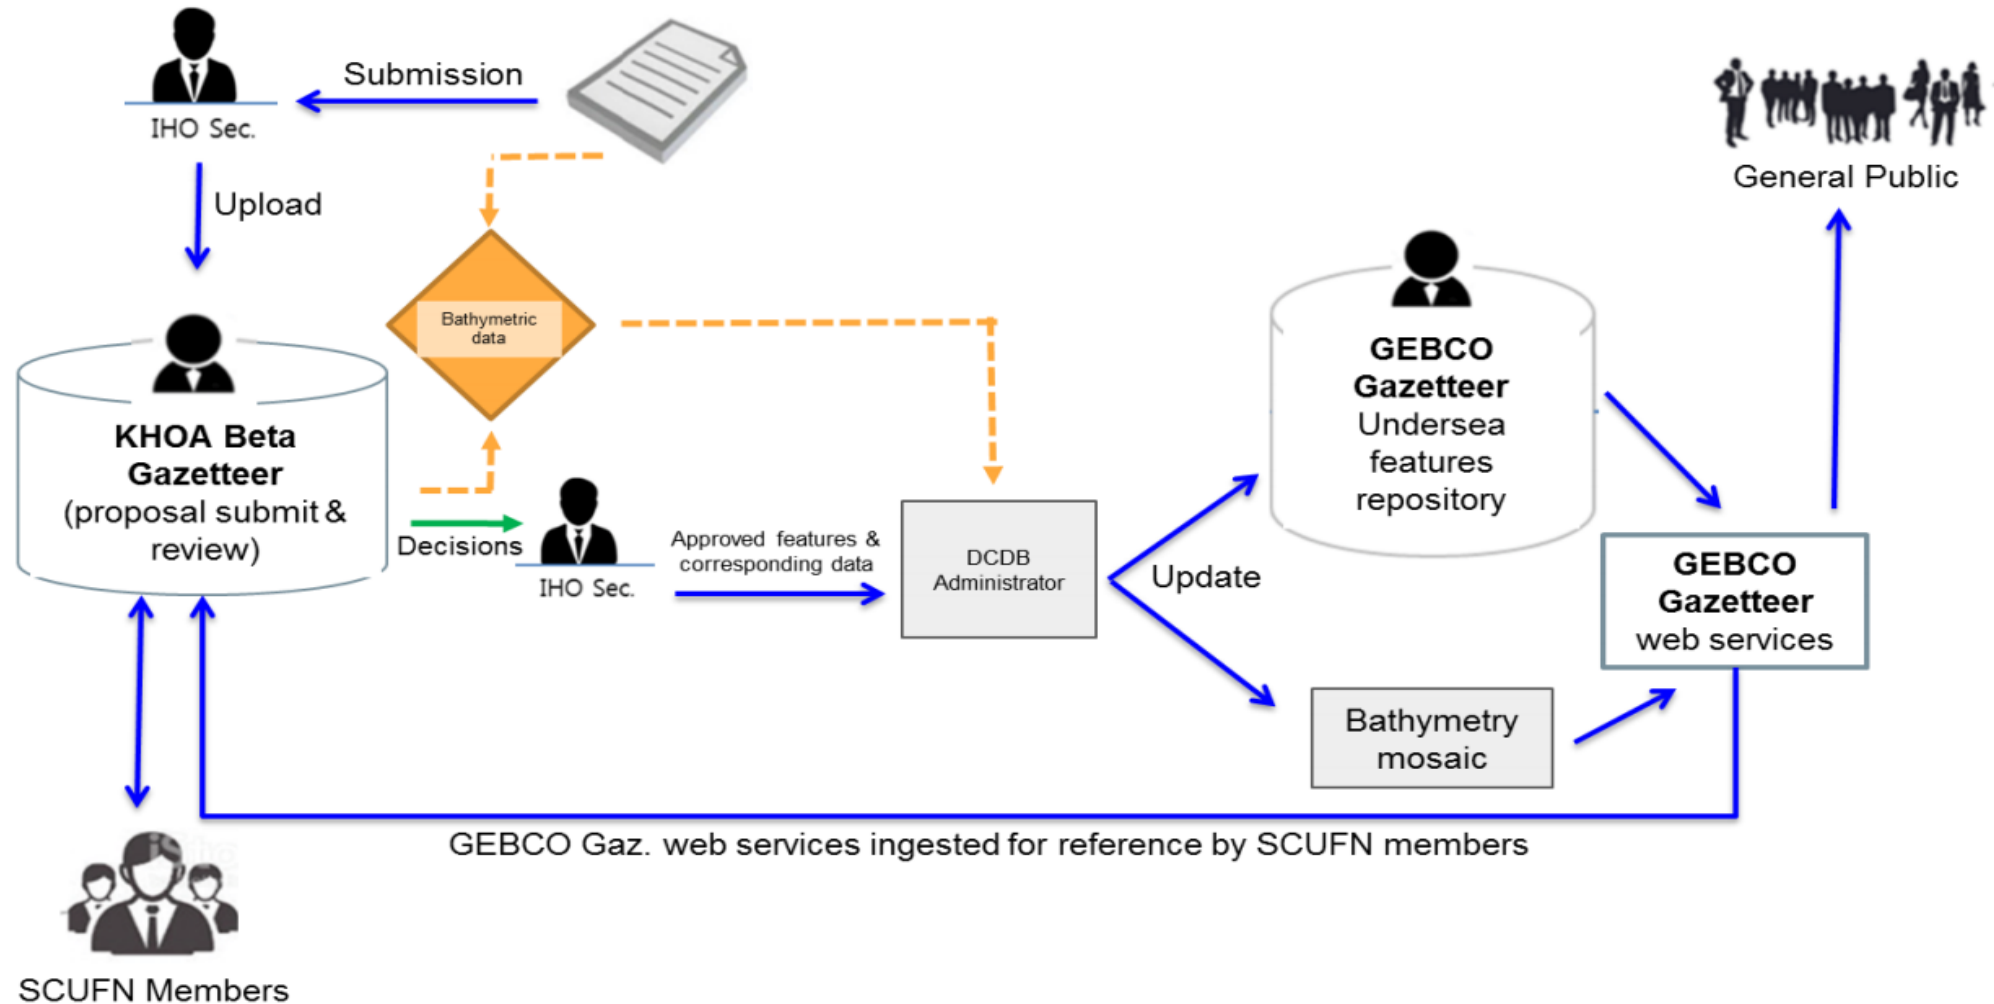 Submission
IHO Sec.
Upload
General Public
Bathymetric
data
KHOA Beta
Gazetteer
(proposal submit &
review)
Decisions
IHO Sec.
Approved features &
corresponding data
DCDB
Administrator
Update
GEBCO
Gazetteer
Undersea
features
repository
GEBCO
Gazetteer
web services
Bathymetry
mosaic
GEBCO Gaz. web services ingested for reference by SCUFN members
SCUFN Members